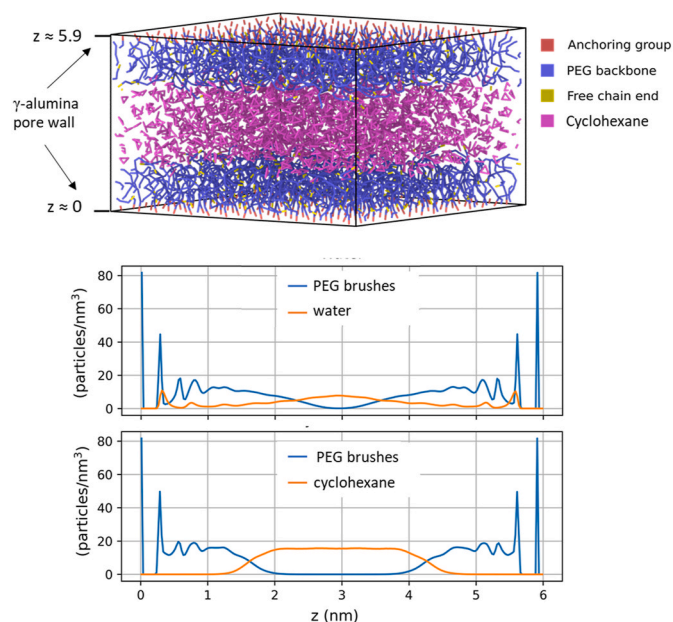 z ≈ 5.9
γ-alumina
pore wall
z ≈ 0
Anchoring group
PEG backbone
Free chain end
Cyclohexane
(particles/nm³)
80
60
40
20
0
PEG brushes
water
(particles/nm³)
80
60
40
20
0
PEG brushes
cyclohexane
0 1 2 3 4 5 6
z (nm)